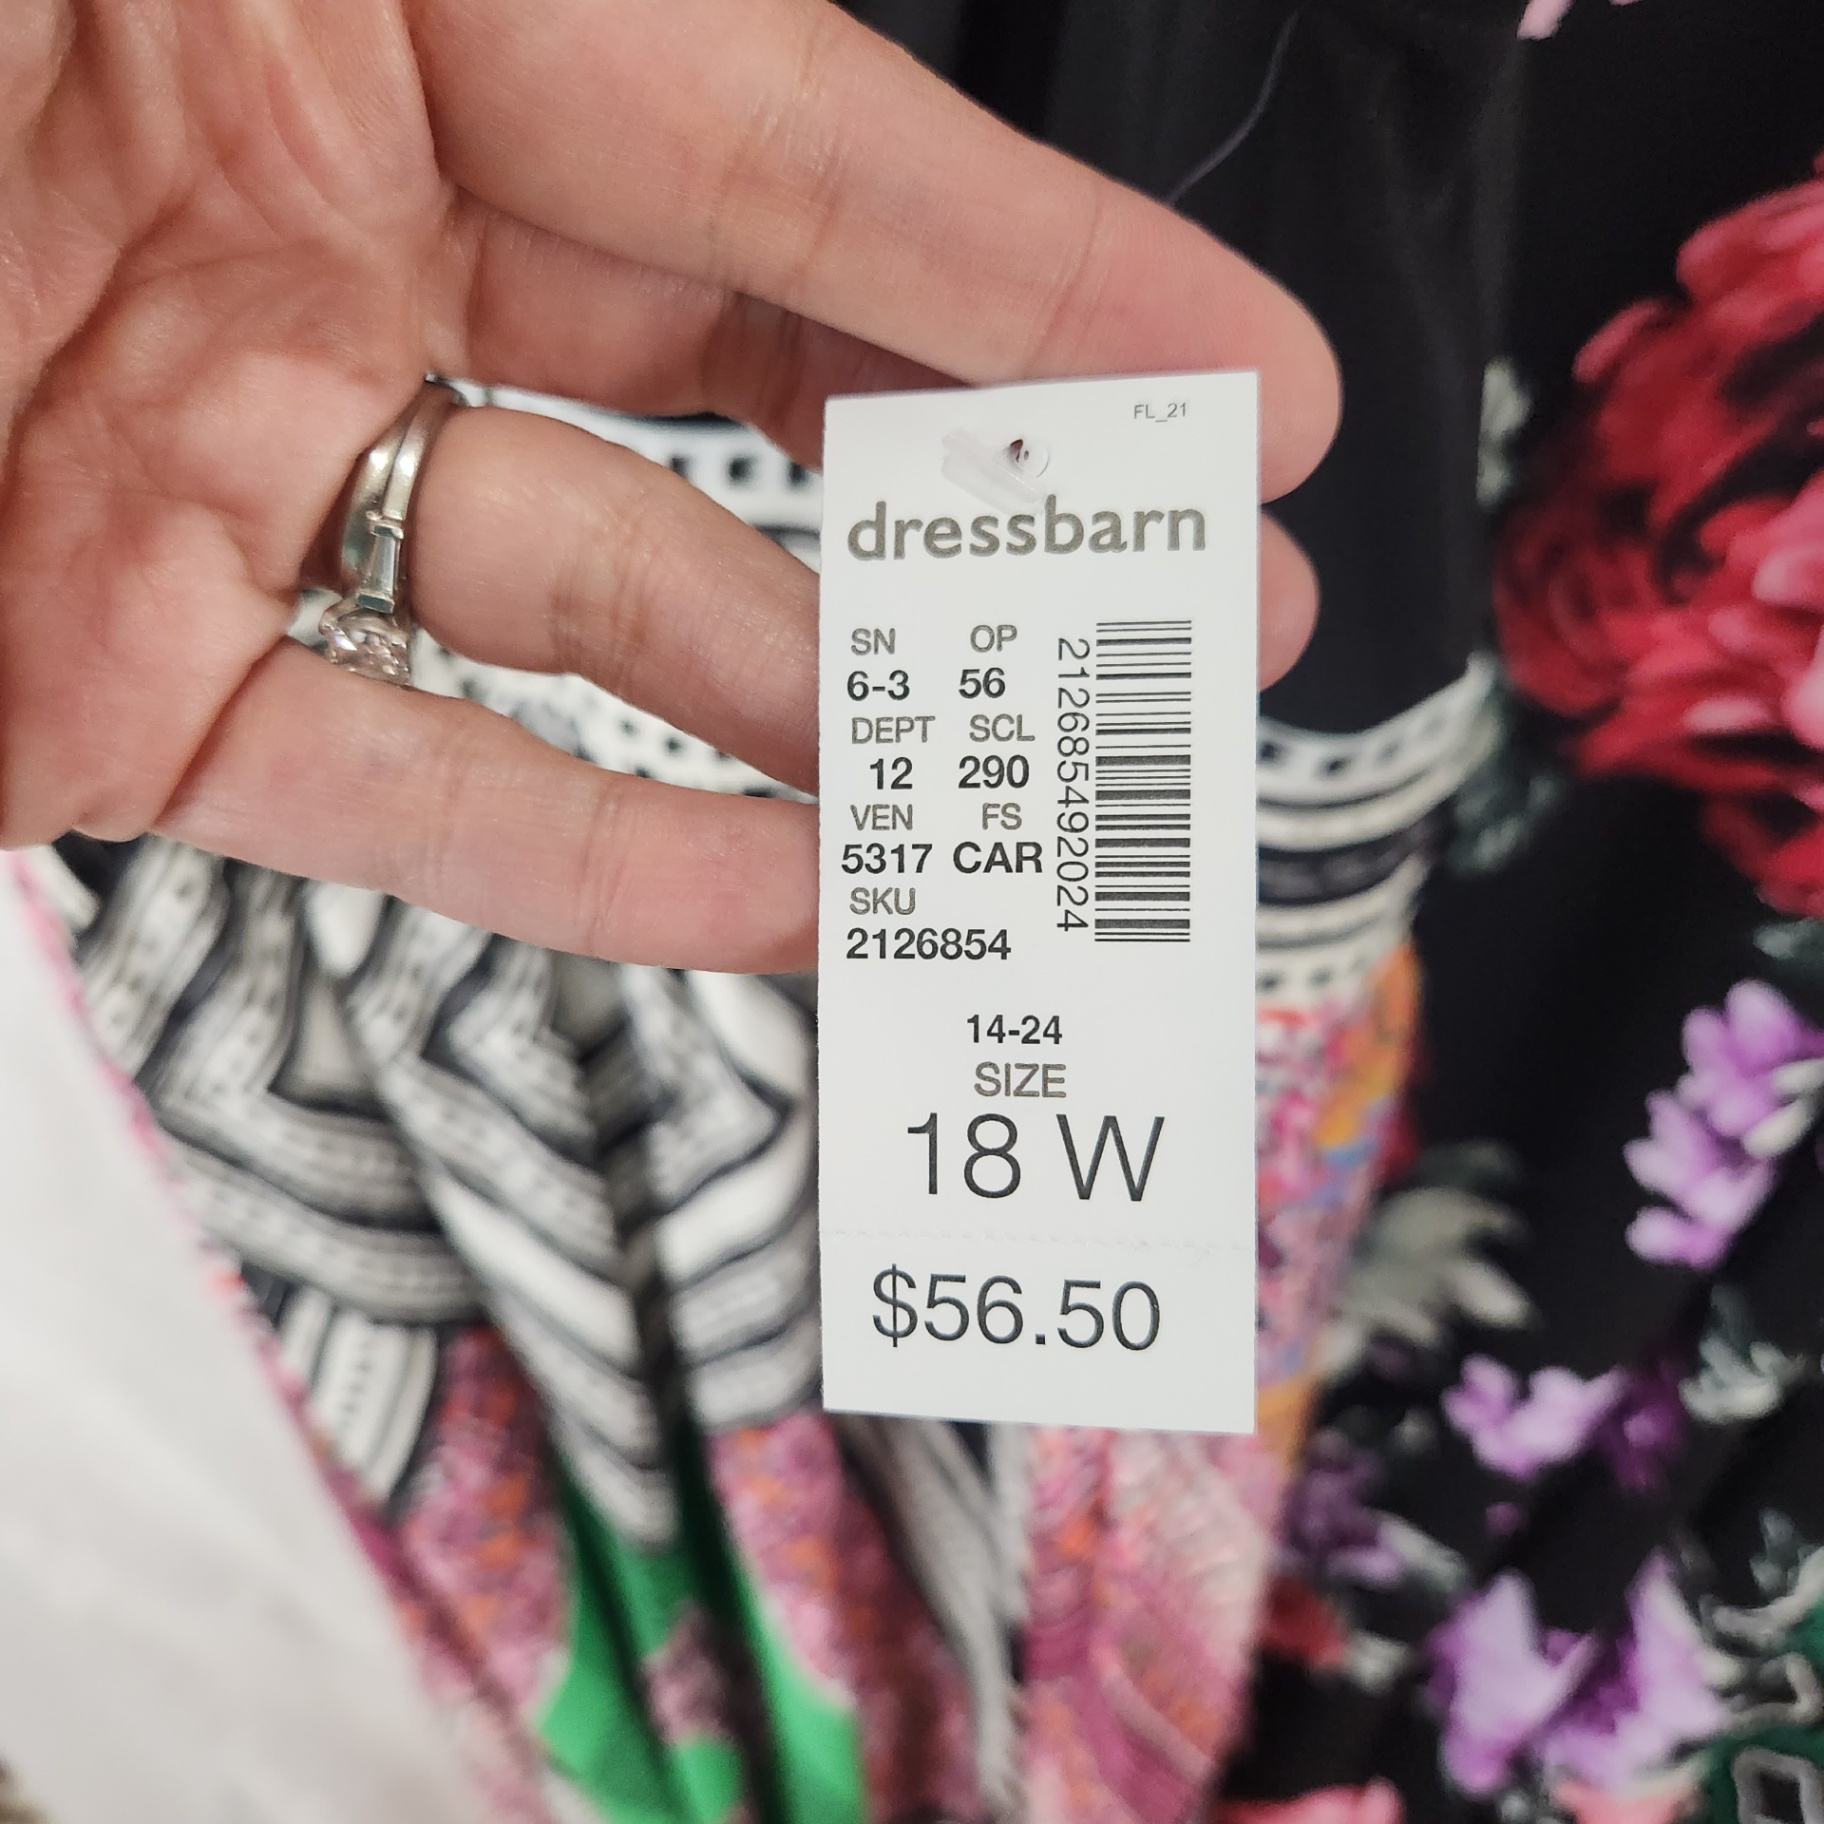 FL_21
dressbarn
SN OP
6-3 56
DEPT SCL
12 290
VEN FS
5317 CAR
SKU
2126854
212685492024
14-24
SIZE
18 W
$56.50